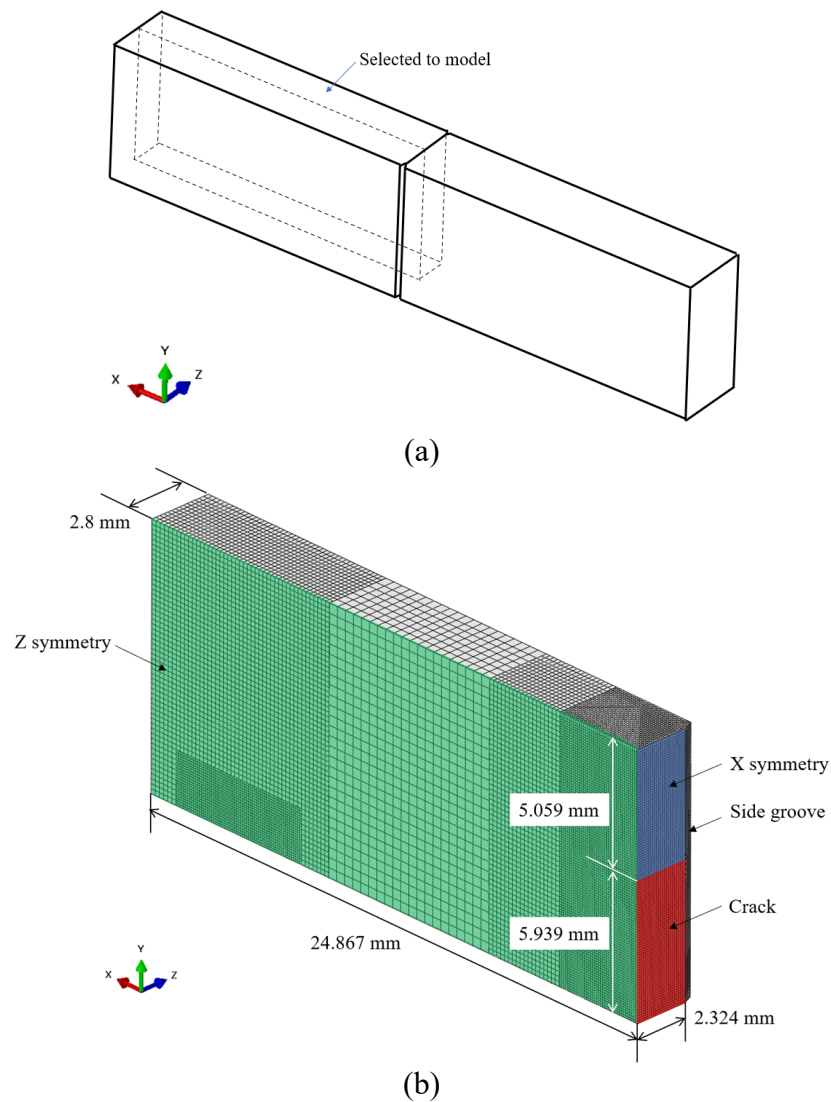 Selected to model
Y
X
Z
(a)
2.8 mm
Z symmetry
X symmetry
5.059 mm
Side groove
Crack
5.939 mm
24.867 mm
Y
X
Z
2.324 mm
(b)